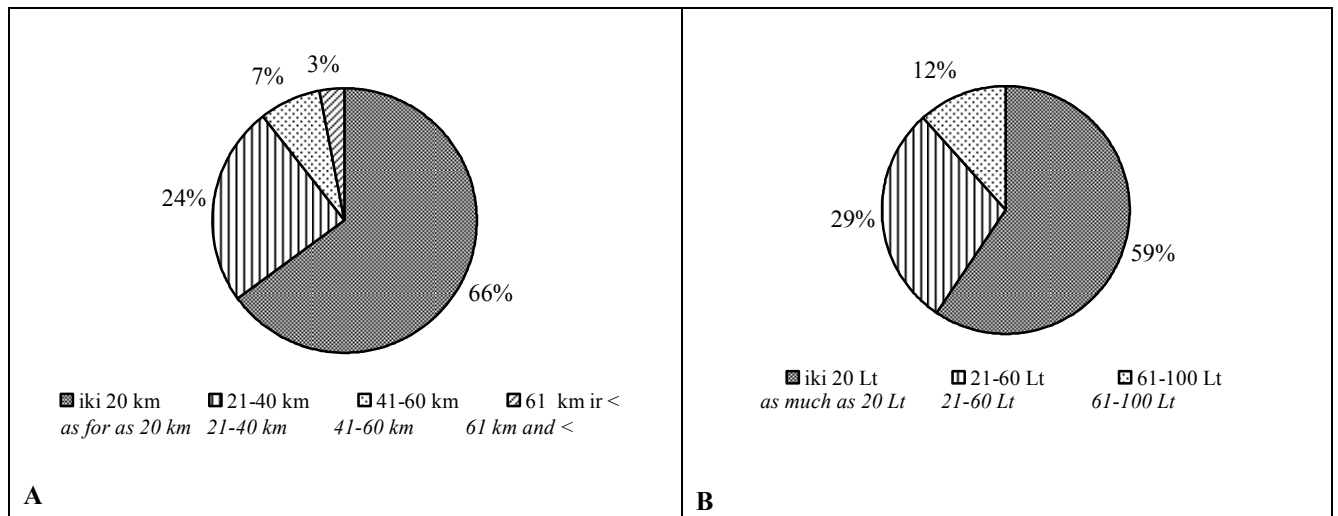 7% 3%
24%
66%
iki 20 km 21-40 km 41-60 km 61 km ir <
as for as 20 km 21-40 km 41-60 km 61 km and <
A
12%
29%
59%
iki 20 Lt 21-60 Lt 61-100 Lt
as much as 20 Lt 21-60 Lt 61-100 Lt
B